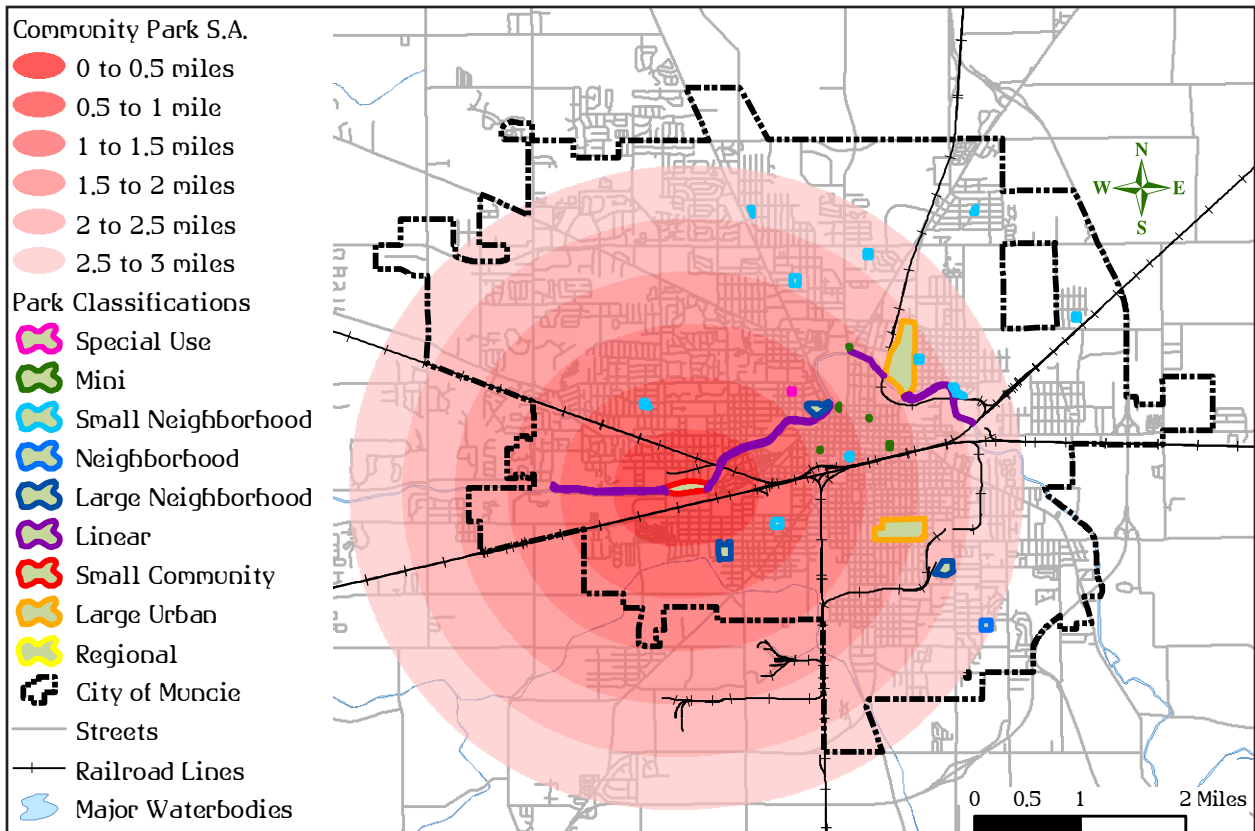 Community Park S.A.
0 to 0.5 miles
0.5 to 1 mile
1 to 1.5 miles
1.5 to 2 miles
2 to 2.5 miles
2.5 to 3 miles
Park Classifications
Special Use
Mini
Small Neighborhood
Neighborhood
Large Neighborhood
Linear
Small Community
Large Urban
Regional
City of Muncie
Streets
Railroad Lines
Major Waterbodies
N
W E
S
0 0.5 1 2 Miles